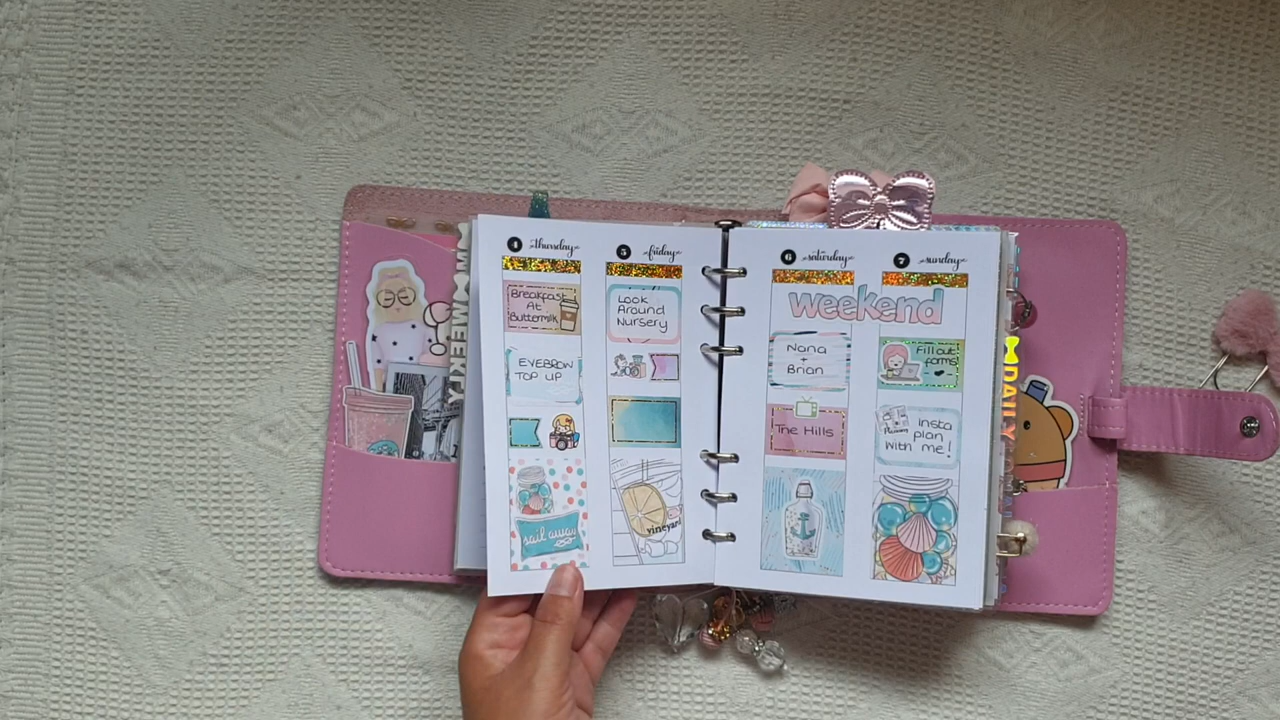 4 thursday
Breakfast
At
Buttermilk
EYEBROW
TOP UP
sail away
5 friday
Look
Around
Nursery
vineyard
6 saturday
7 sunday
weekend
Nana
+
Brian
The Hills
Fill out
forms!
Insta
plan
with me!
WEEKLY
DAILY